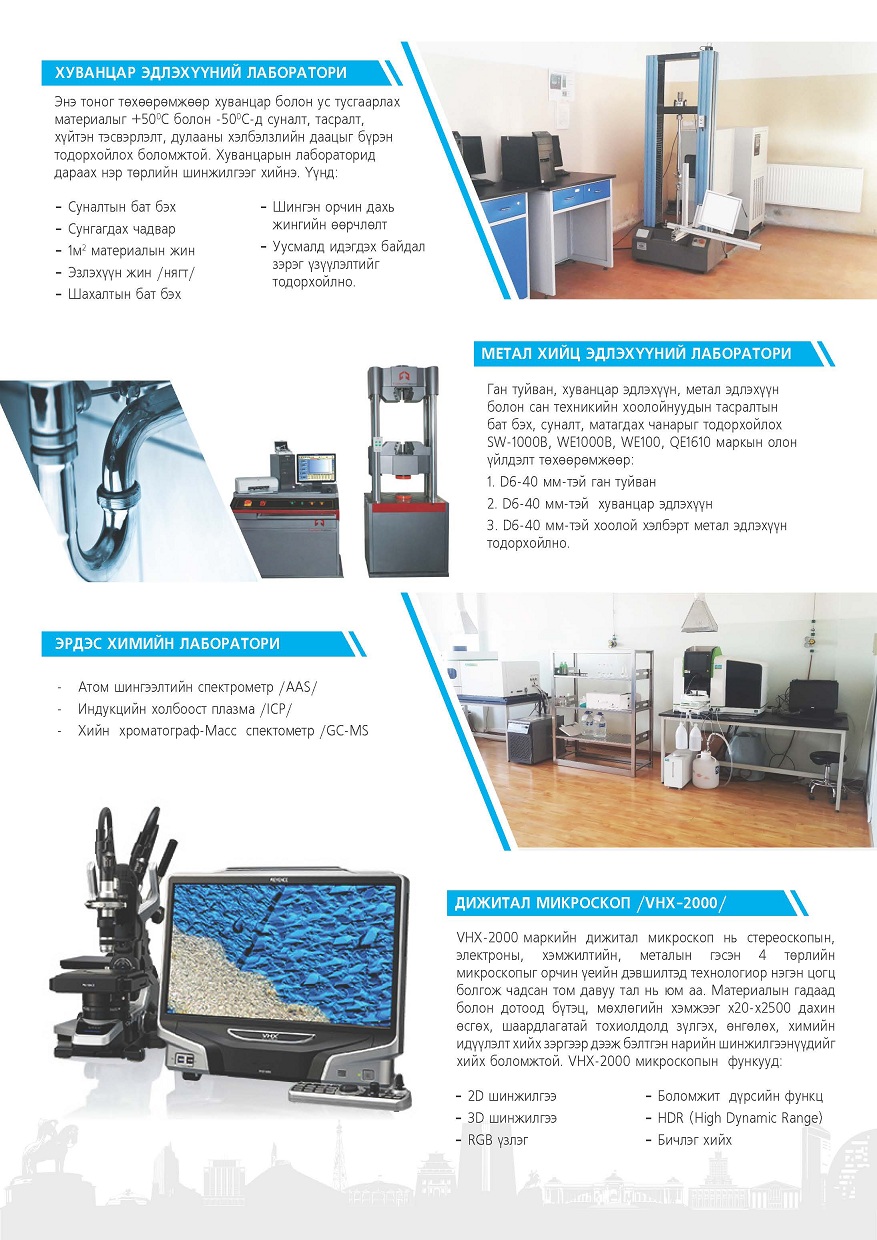 ХУВАНЦАР ЭДЛЭХҮҮНИЙ ЛАБОРАТОРИ
Энэ тоног төхөөрөмжөөр хуванцар болон ус тусгаарлах
материалыг +50⁰C болон -50⁰C-д суналт, тасралт,
хүйтэн тэсвэрлэлт, дулааны хэлбэлзлийн даацыг бүрэн
тодорхойлох боломжтой. Хуванцарын лабораторид
дараах нэр төрлийн шинжилгээг хийнэ. Үүнд:
- Суналтын бат бэх
- Сунгагдах чадвар
- 1м² материалын жин
- Эзлэхүүн жин /нягт/
- Шахалтын бат бэх
- Шингэн орчин дахь
жингийн өөрчлөлт
- Уусмалд идэгдэх байдал
зэрэг үзүүлэлтийг
тодорхойлно.
МЕТАЛ ХИЙЦ ЭДЛЭХҮҮНИЙ ЛАБОРАТОРИ
Ган туйван, хуванцар эдлэхүүн, метал эдлэхүүн
болон сан техникийн хоолойнуудын тасралтын
бат бэх, суналт, матагдах чанарыг тодорхойлох
SW-1000B, WE1000B, WE100, QE1610 маркын олон
үйлдэлт төхөөрөмжөөр:
1. D6-40 мм-тэй ган туйван
2. D6-40 мм-тэй хуванцар эдлэхүүн
3. D6-40 мм-тэй хоолой хэлбэрт метал эдлэхүүн
тодорхойлно.
ЭРДЭС ХИМИЙН ЛАБОРАТОРИ
- Атом шингээлтийн спектрометр /AAS/
- Индукцийн холбоост плазма /ICP/
- Хийн хроматограф-Масс спектометр /GC-MS
KEYENCE
VHX
ДИЖИТАЛ МИКРОСКОП /VHX-2000/
VHX-2000 маркийн дижитал микроскоп нь стереоскопын,
электроны, хэмжилтийн, металын гэсэн 4 төрлийн
микроскопыг орчин үеийн дэвшилтэд технологиор нэгэн цогц
болгож чадсан том давуу тал нь юм аа. Материалын гадаад
болон дотоод бүтэц, мөхлөгийн хэмжээг x20-x2500 дахин
өсгөх, шаардлагатай тохиолдолд зүлгэх, өнгөлөх, химийн
идүүлэлт хийх зэргээр дээж бэлтгэн нарийн шинжилгээнүүдийг
хийх боломжтой. VHX-2000 микроскопын функууд:
- 2D шинжилгээ
- 3D шинжилгээ
- RGB үзлэг
- Боломжит дүрсийн функц
- HDR (High Dynamic Range)
- Бичлэг хийх